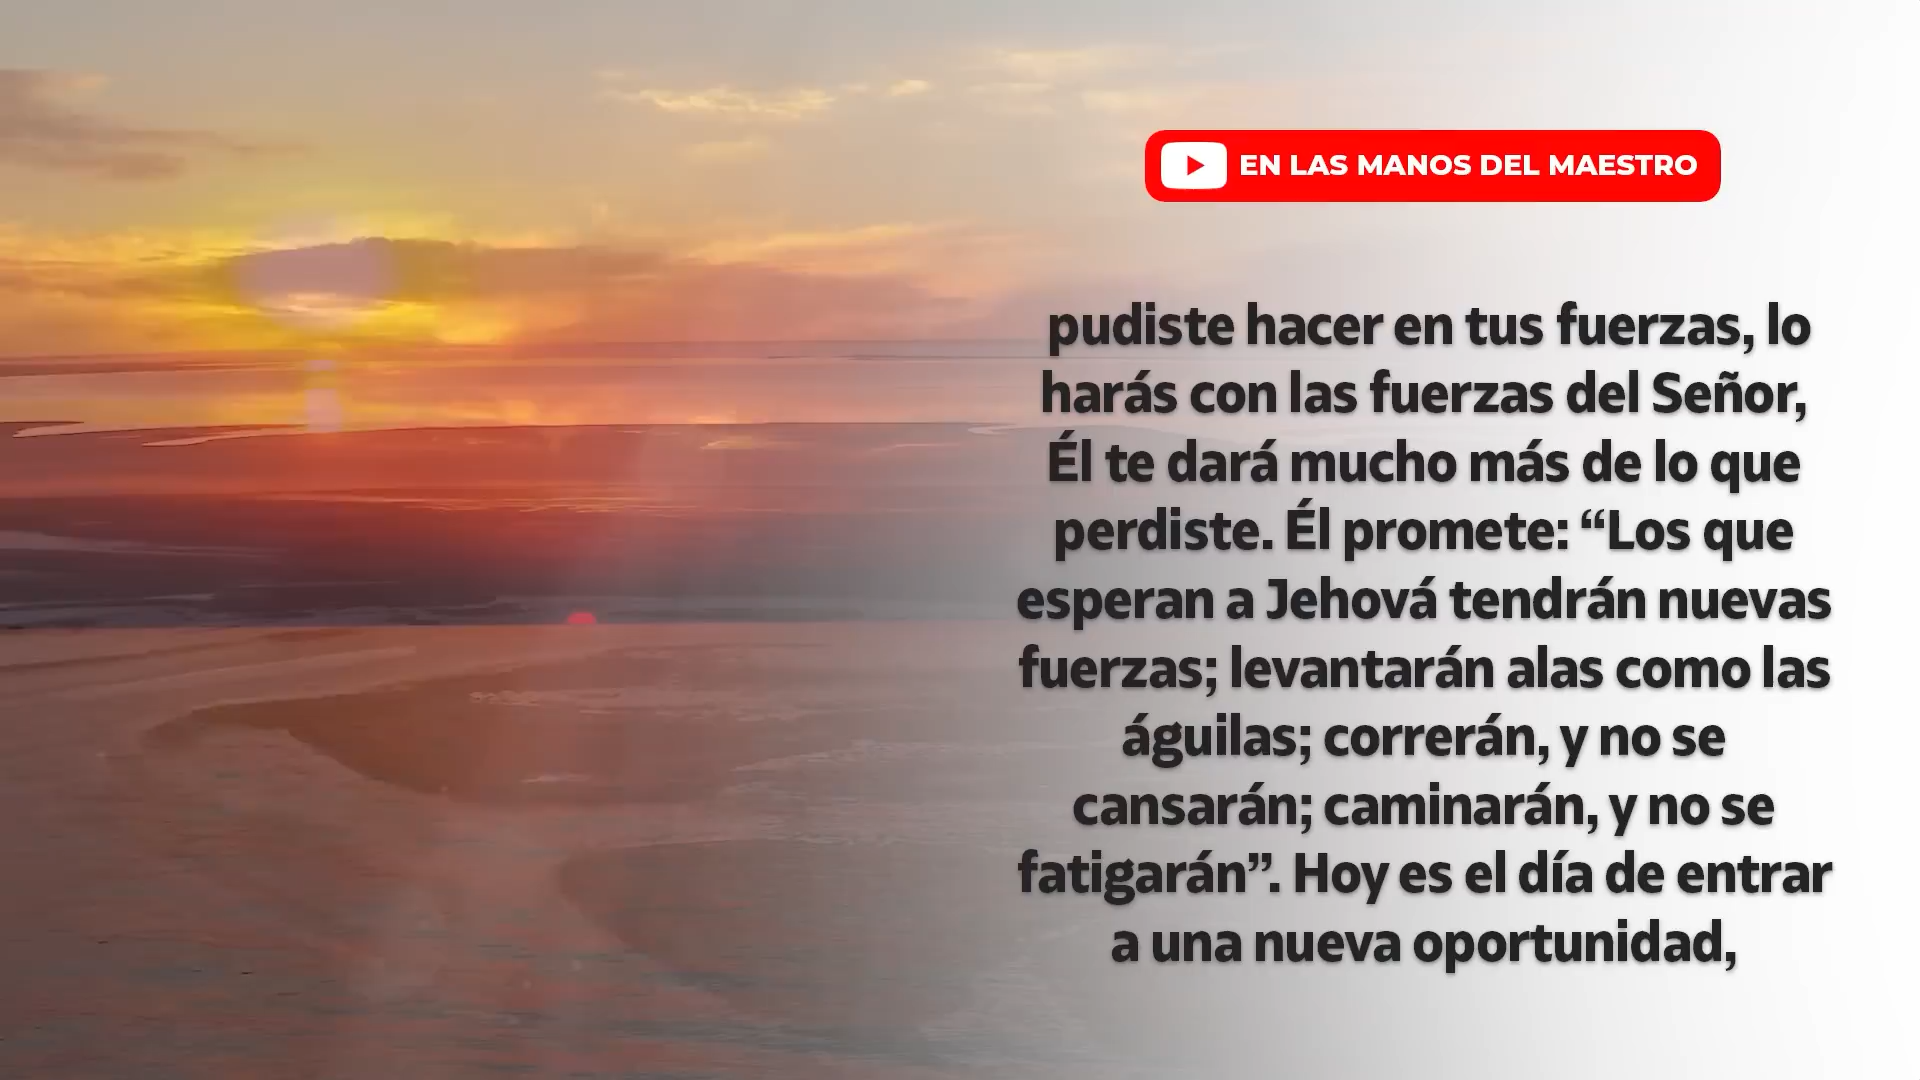 EN LAS MANOS DEL MAESTRO
pudiste hacer en tus fuerzas, lo
harás con las fuerzas del Señor,
Él te dará mucho más de lo que
perdiste. Él promete: “Los que
esperan a Jehová tendrán nuevas
fuerzas; levantarán alas como las
águilas; correrán, y no se
cansarán; caminarán, y no se
fatigarán”. Hoy es el día de entrar
a una nueva oportunidad,